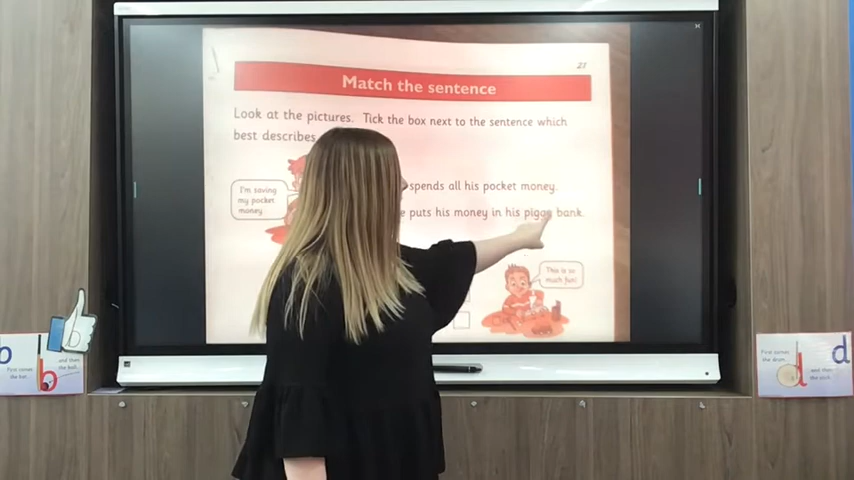 21
Match the sentence
Look at the pictures. Tick the box next to the sentence which
best describes
I'm saving
my pocket
money
spends all his pocket money.
puts his money in his piggy bank.
This is so
much fun!
b
First comes
the bat,
and then
the ball.
First comes
the drum,
and then
the stick.
d